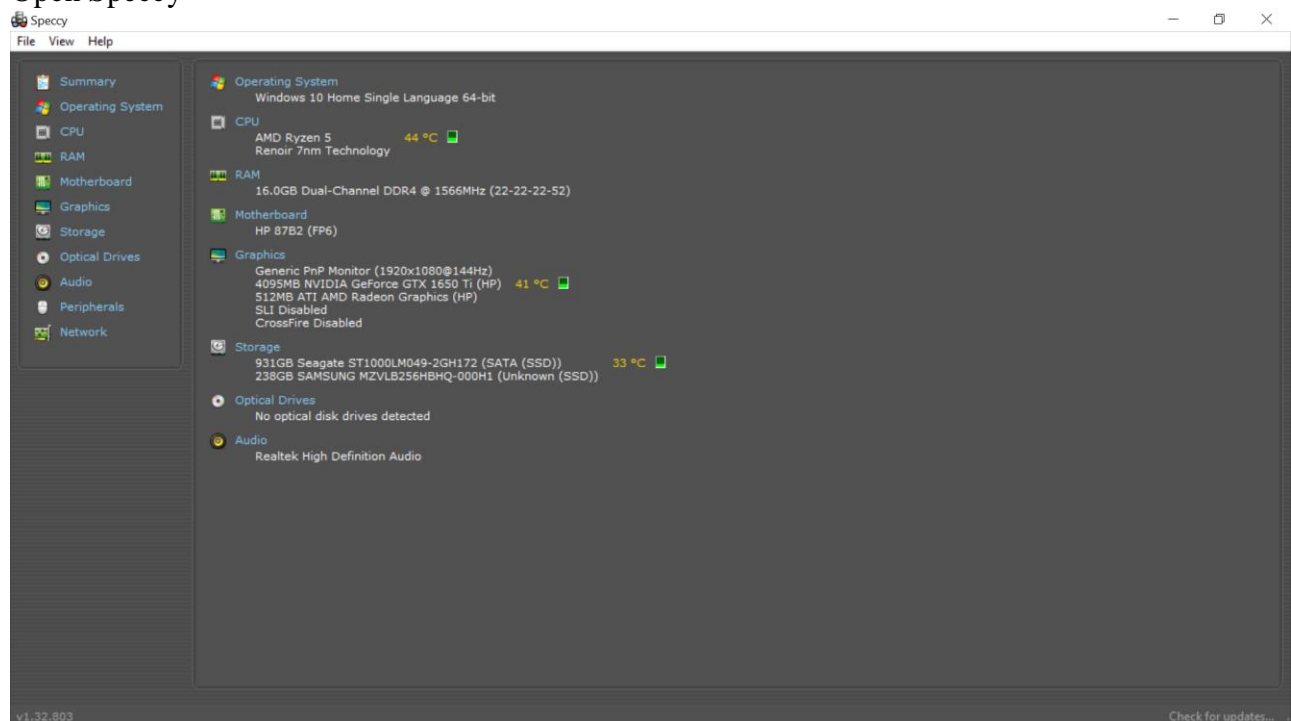 Open Speccy
Speccy
File View Help
Summary
Operating System
CPU
RAM
Motherboard
Graphics
Storage
Optical Drives
Audio
Peripherals
Network
Operating System
Windows 10 Home Single Language 64-bit
CPU
AMD Ryzen 5 44 °C
Renoir 7nm Technology
RAM
16.0GB Dual-Channel DDR4 @ 1566MHz (22-22-22-52)
Motherboard
HP 87B2 (FP6)
Graphics
Generic PnP Monitor (1920x1080@144Hz)
4095MB NVIDIA GeForce GTX 1650 Ti (HP) 41 °C
512MB ATI AMD Radeon Graphics (HP)
SLI Disabled
CrossFire Disabled
Storage
931GB Seagate ST1000LM049-2GH172 (SATA (SSD)) 33 °C
238GB SAMSUNG MZVLB256HBHQ-000H1 (Unknown (SSD))
Optical Drives
No optical disk drives detected
Audio
Realtek High Definition Audio
v1.32.803
Check for updates...